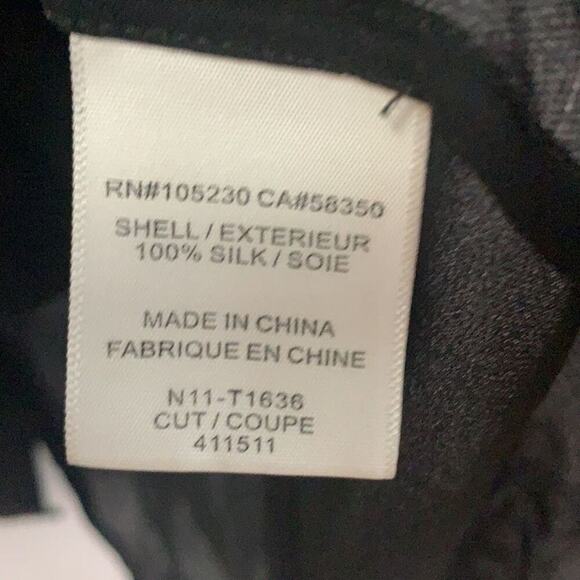 RN#105230 CA#58350
SHELL / EXTERIEUR
100% SILK / SOIE
MADE IN CHINA
FABRIQUE EN CHINE
N11-T1636
CUT / COUPE
411511